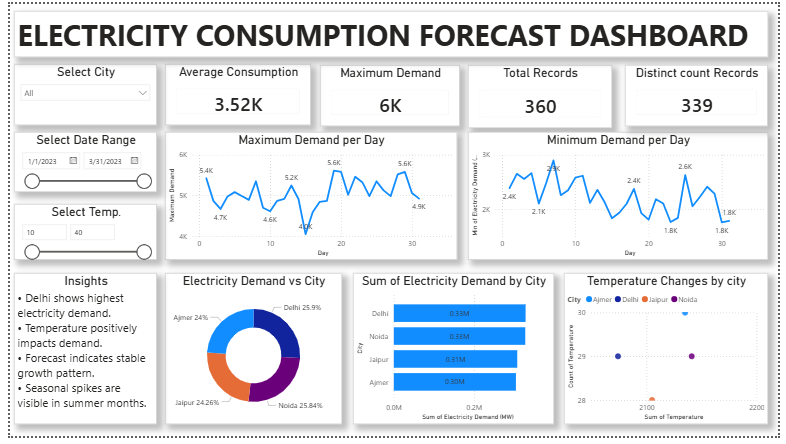 ELECTRICITY CONSUMPTION FORECAST DASHBOARD
Select City
All
Average Consumption
3.52K
Maximum Demand
6K
Total Records
360
Distinct count Records
339
Select Date Range
1/1/2023
3/31/2023
Select Temp.
10
40
Maximum Demand per Day
Maximum Demand
6K
5K
4K
5.4K
4.7K
4.6K
5.2K
4.0K
5.6K
5.6K
4.9K
0
10
20
30
Day
Minimum Demand per Day
Min of Electricity Demand (...
3K
2K
2.4K
2.1K
2.9K
2.4K
1.8K
2.6K
1.8K
1.8K
0
10
20
30
Day
Insights
• Delhi shows highest
electricity demand.
• Temperature positively
impacts demand.
• Forecast indicates stable
growth pattern.
• Seasonal spikes are
visible in summer months.
Electricity Demand vs City
Delhi 25.9%
Ajmer 24%
Jaipur 24.26%
Noida 25.84%
Sum of Electricity Demand by City
City
Delhi
0.33M
Noida
0.33M
Jaipur
0.31M
Ajmer
0.30M
0.0M
0.2M
Sum of Electricity Demand (MW)
Temperature Changes by city
City
Ajmer
Delhi
Jaipur
Noida
Count of Temperature
30
29
28
2100
2200
Sum of Temperature